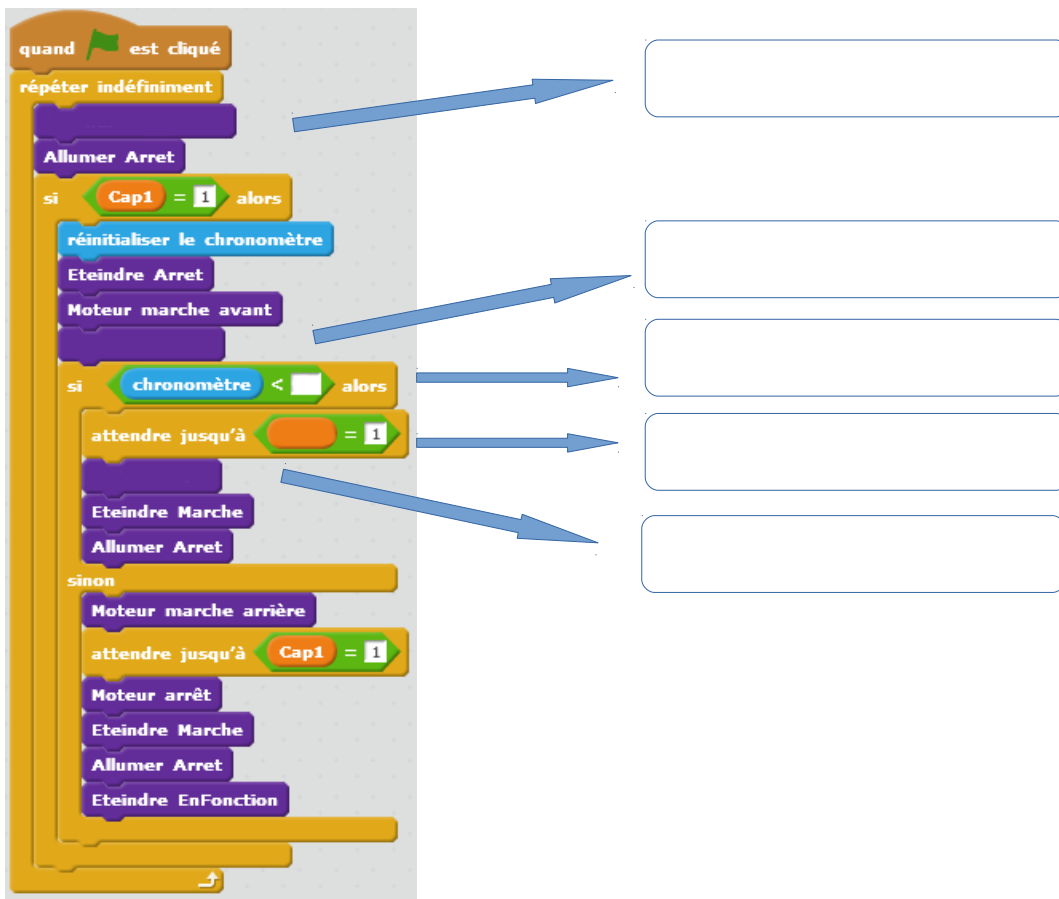 quand est cliqué
répéter indéfiniment
Allumer Arret
si Cap1 = 1 alors
réinitialiser le chronomètre
Eteindre Arret
Moteur marche avant
si chronomètre < alors
attendre jusqu'à = 1
Eteindre Marche
Allumer Arret
sinon
Moteur marche arrière
attendre jusqu'à Cap1 = 1
Moteur arrêt
Eteindre Marche
Allumer Arret
Eteindre EnFonction